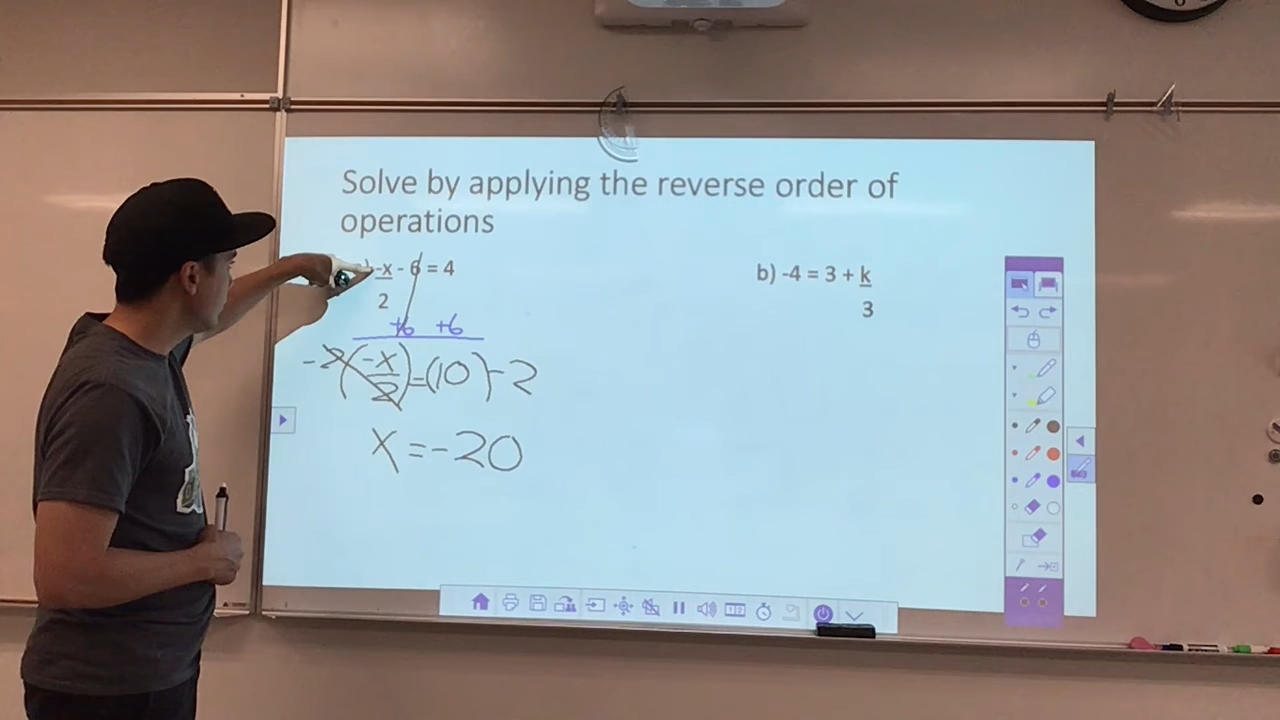 Solve by applying the reverse order of
operations
-x - 6 = 4
2
+6 +6
-2(-x/2)=(10)-2
x=-20
b) -4 = 3 + k
3